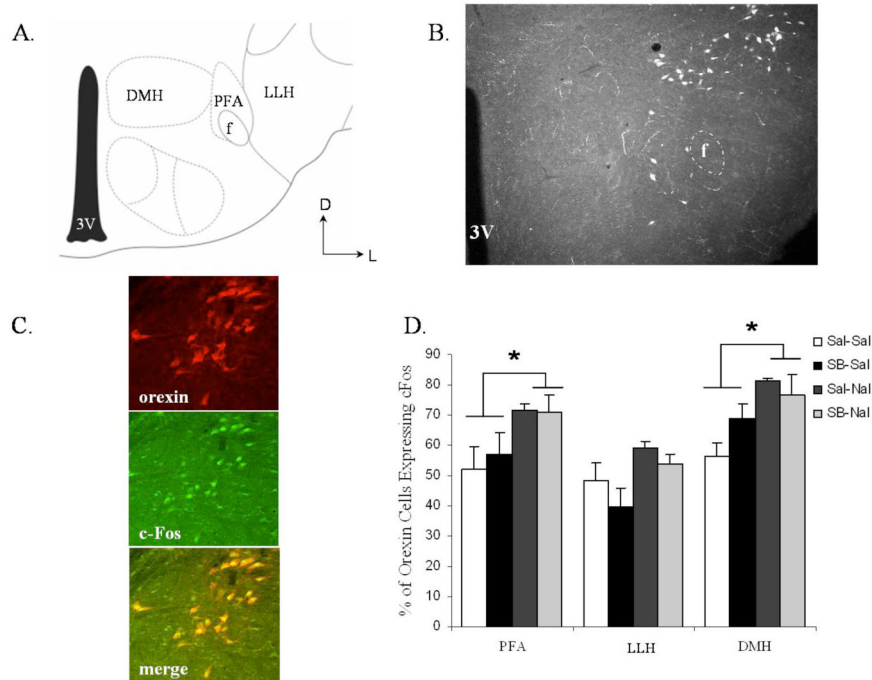 A.
DMH
PFA
LLH
f
3V
D
L
B.
f
3V
C.
orexin
c-Fos
merge
D.
% of Orexin Cells Expressing cFos
90
80
70
60
50
40
30
20
10
0
*
*
PFA
LLH
DMH
Sal-Sal
SB-Sal
Sal-Nal
SB-Nal